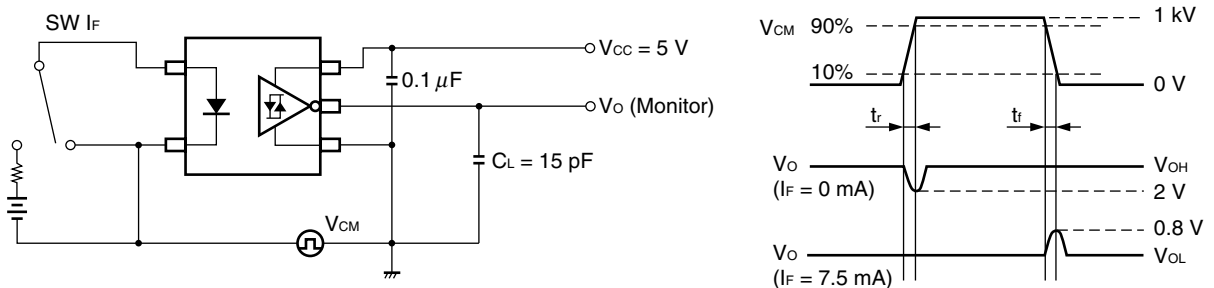 SW IF
VCC = 5 V
0.1 μF
VO (Monitor)
CL = 15 pF
VCM
VCM 90%
1 kV
10%
0 V
tr
tf
VO
(IF = 0 mA)
VOH
2 V
0.8 V
VO
(IF = 7.5 mA)
VOL